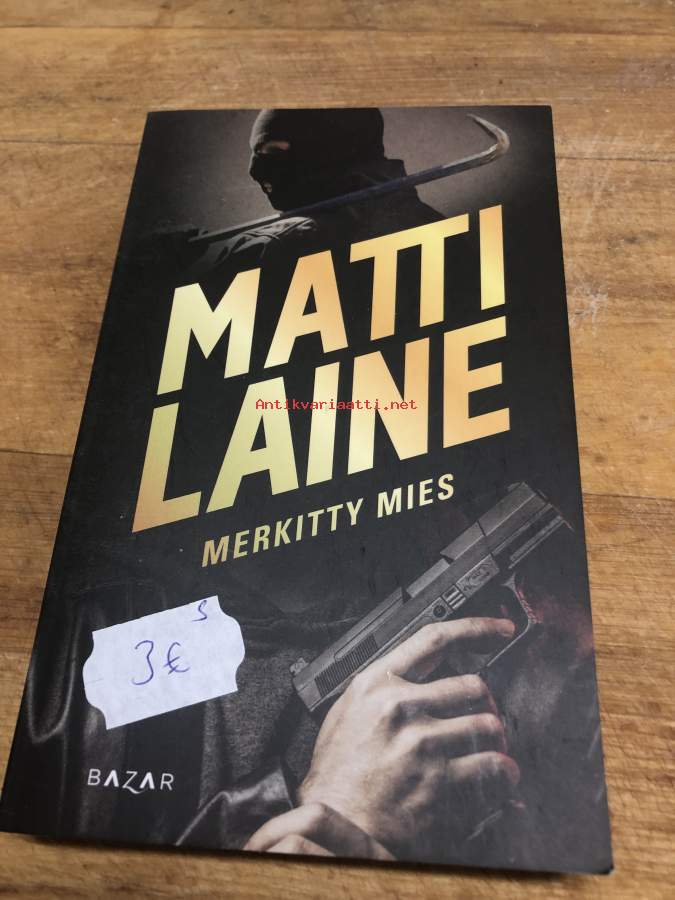 MATTI
LAINE
Antikvariaatti.net
MERKITTY MIES
s
3€
BAZAR